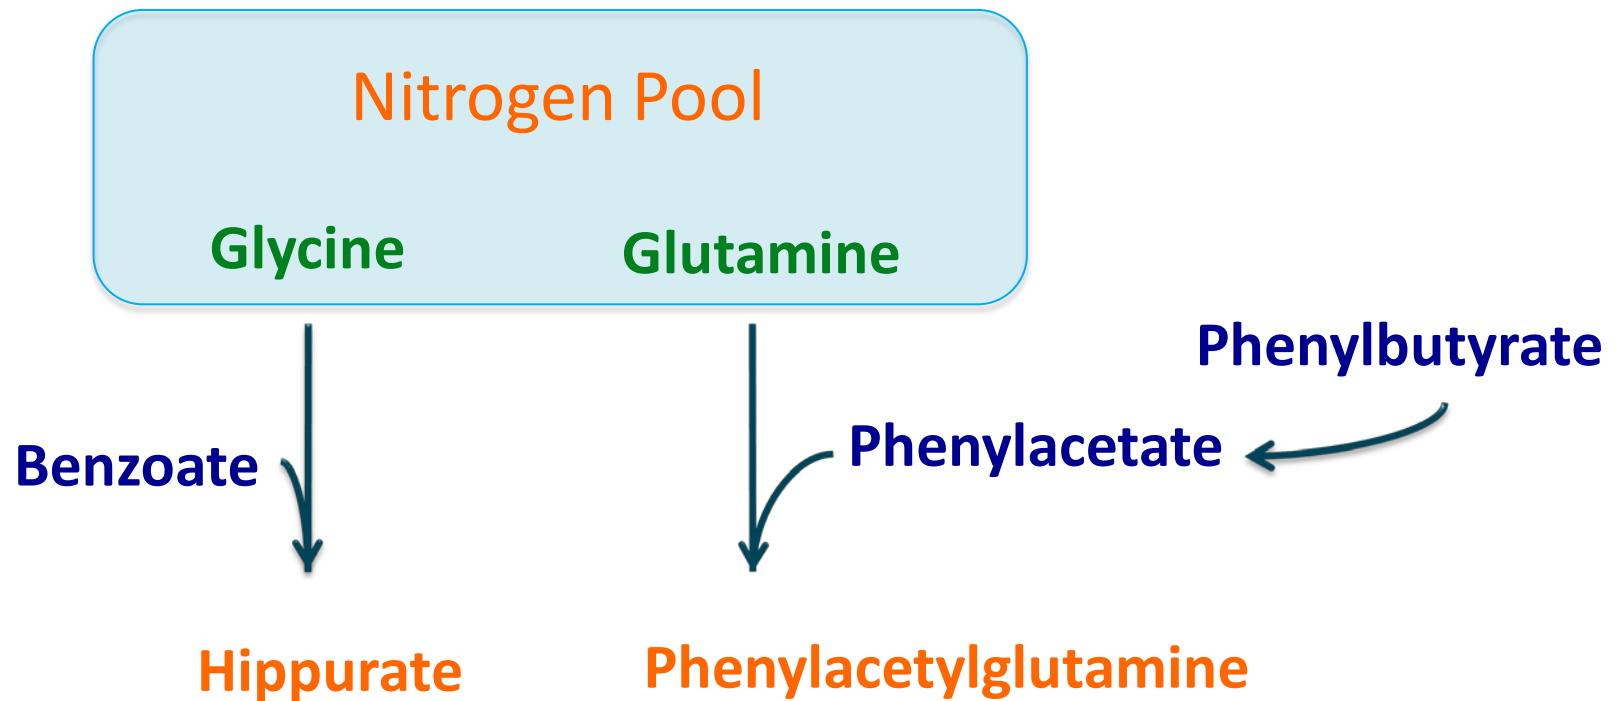 Nitrogen Pool
Glycine
Glutamine
Phenylbutyrate
Benzoate
Phenylacetate
Hippurate
Phenylacetylglutamine